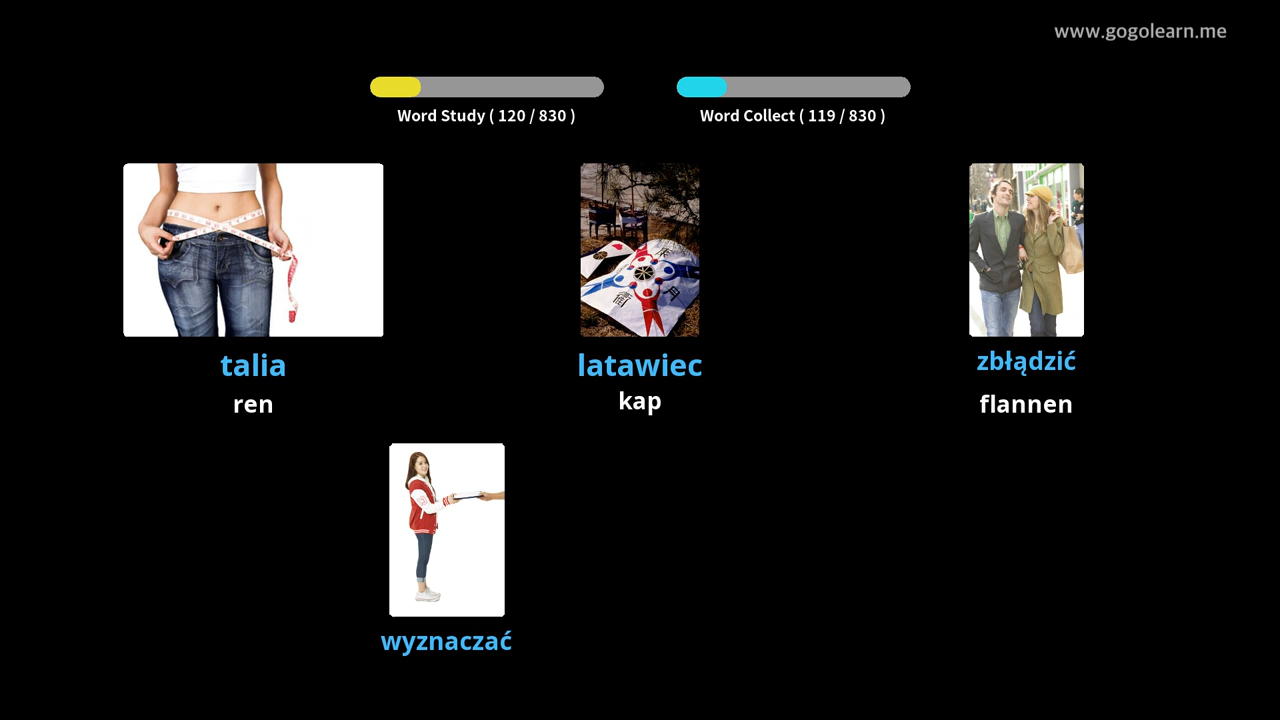 www.gogolearn.me
Word Study ( 120 / 830 )
Word Collect ( 119 / 830 )
talia
latawiec
zbłądzić
ren
kap
flannen
wyznaczać